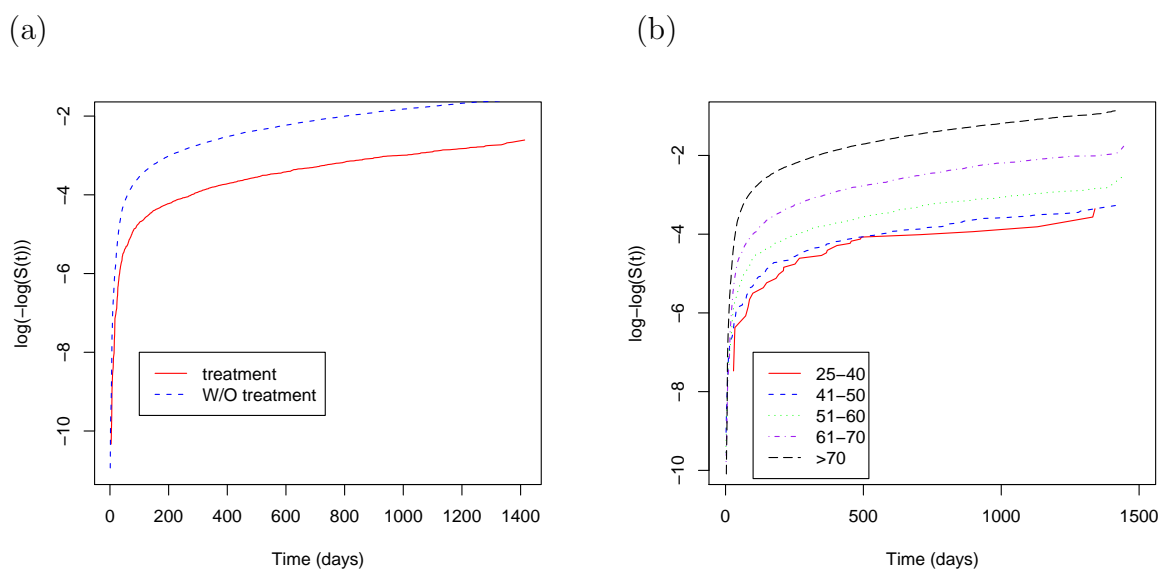 (a)
log(−log(S(t)))
−2
−4
−6
−8
−10
treatment
W/O treatment
0 200 400 600 800 1000 1200 1400
Time (days)
(b)
log−log(S(t))
−2
−4
−6
−8
−10
25−40
41−50
51−60
61−70
>70
0 500 1000 1500
Time (days)